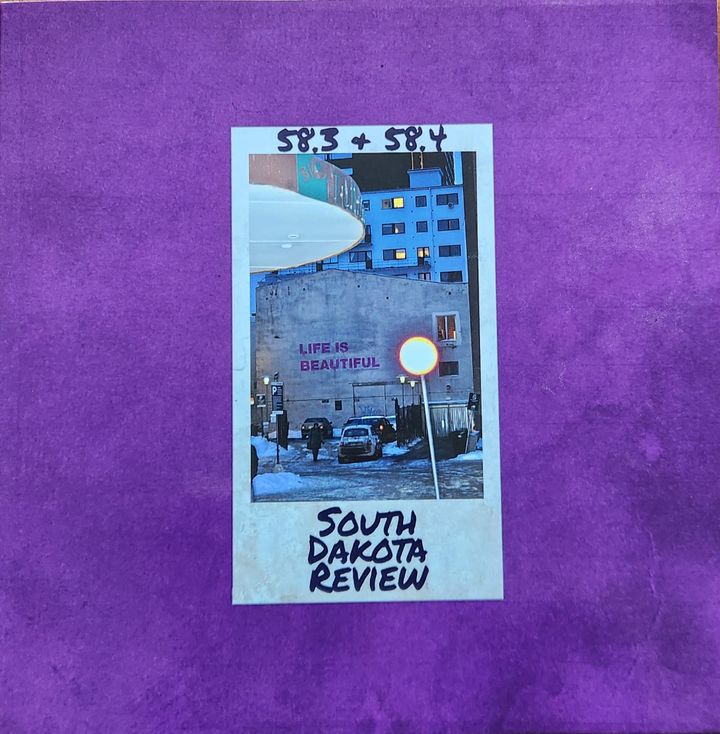 58.3 + 58.4
LIFE IS
BEAUTIFUL
P
SOUTH
DAKOTA
REVIEW